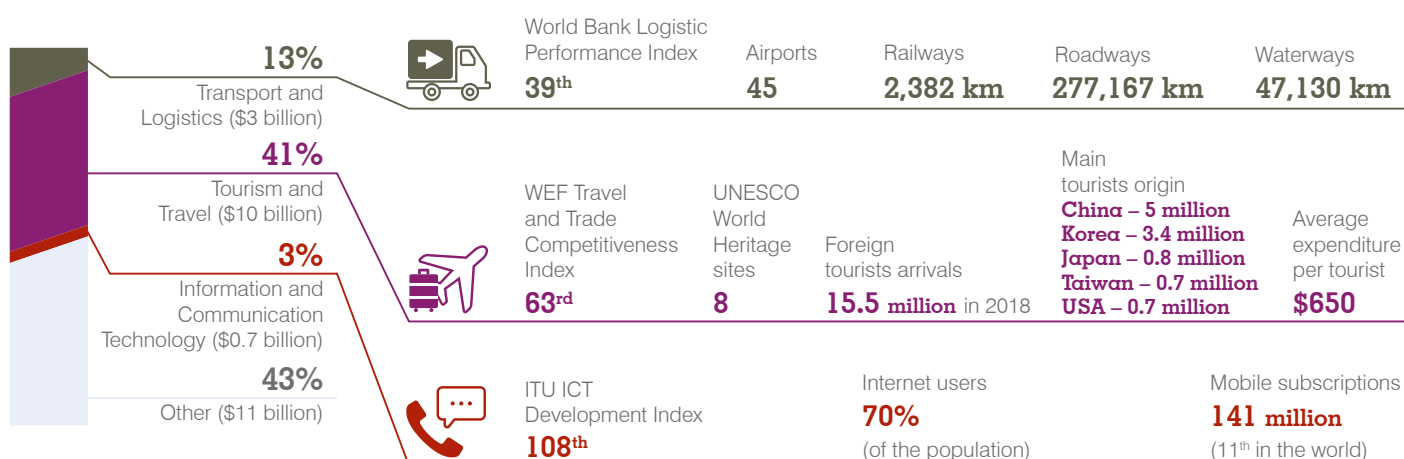 13%
Transport and
Logistics ($3 billion)
41%
Tourism and
Travel ($10 billion)
3%
Information and
Communication
Technology ($0.7 billion)
43%
Other ($11 billion)
World Bank Logistic
Performance Index
39th
Airports
45
Railways
2,382 km
Roadways
277,167 km
Waterways
47,130 km
WEF Travel
and Trade
Competitiveness
Index
63rd
UNESCO
World
Heritage
sites
8
Foreign
tourists arrivals
15.5 million in 2018
Main
tourists origin
China – 5 million
Korea – 3.4 million
Japan – 0.8 million
Taiwan – 0.7 million
USA – 0.7 million
Average
expenditure
per tourist
$650
ITU ICT
Development Index
108th
Internet users
70%
(of the population)
Mobile subscriptions
141 million
(11th in the world)